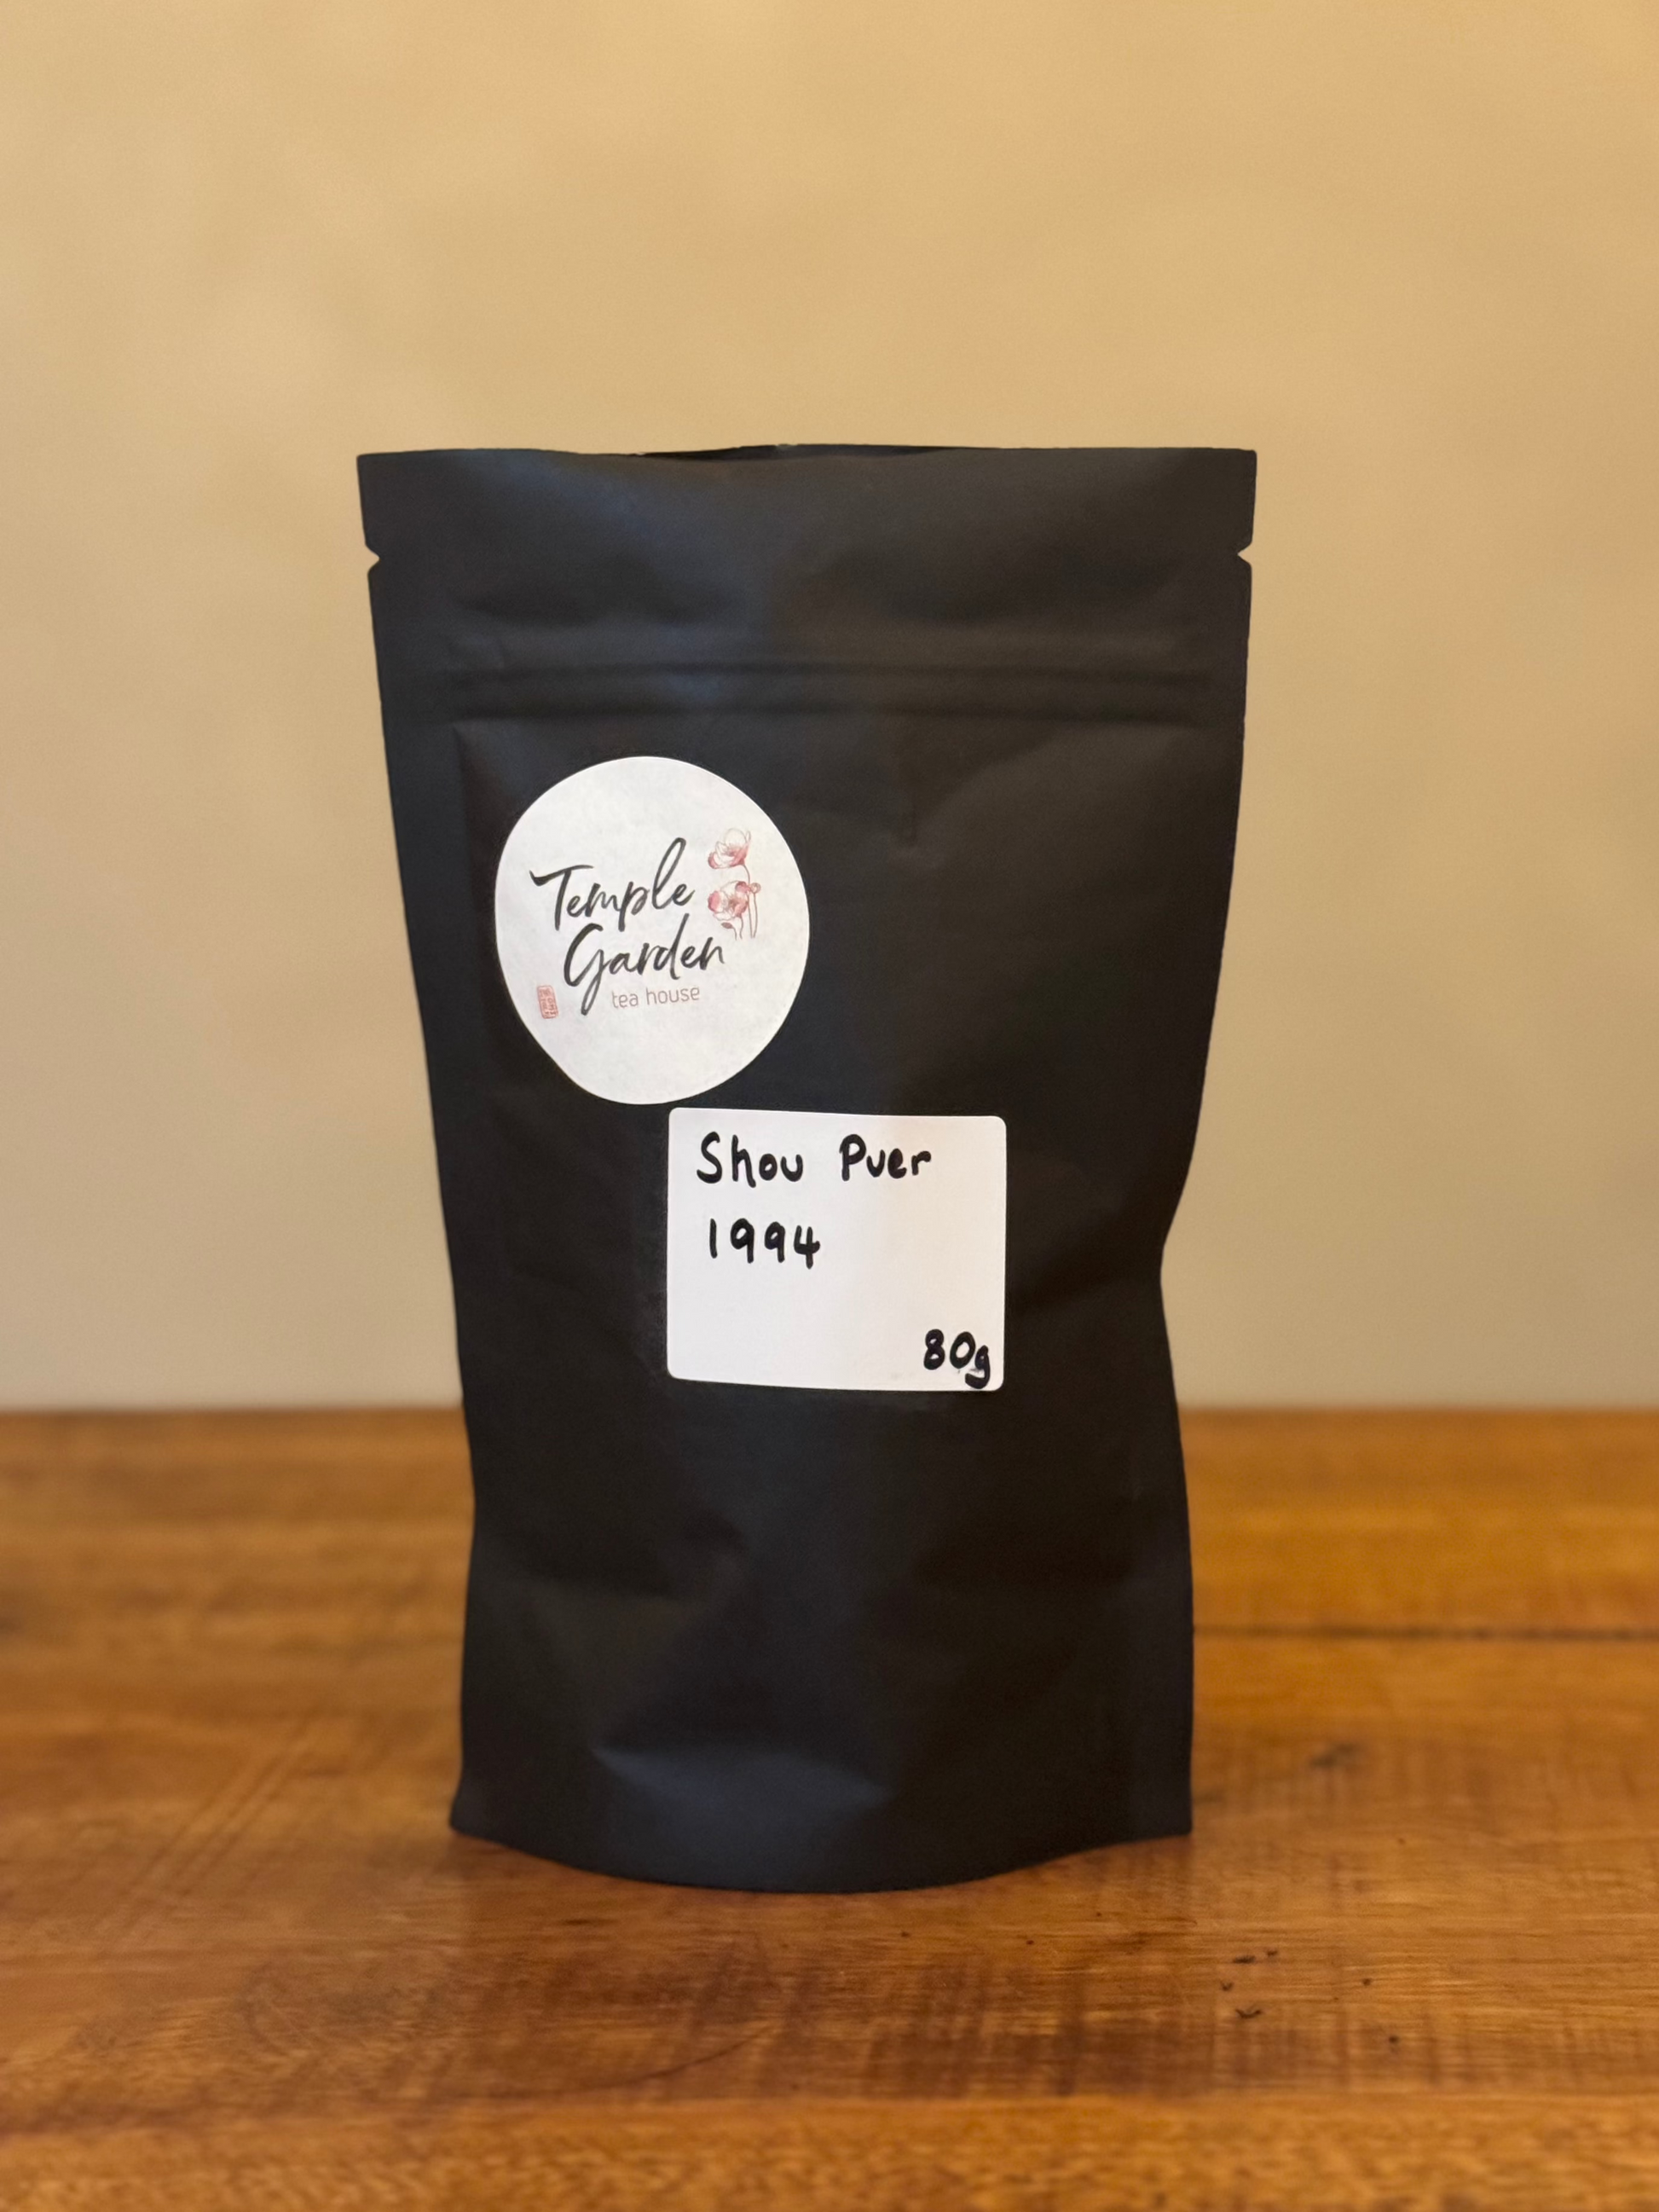 Temple
Garden
tea house
Shou Puer
1994
80g